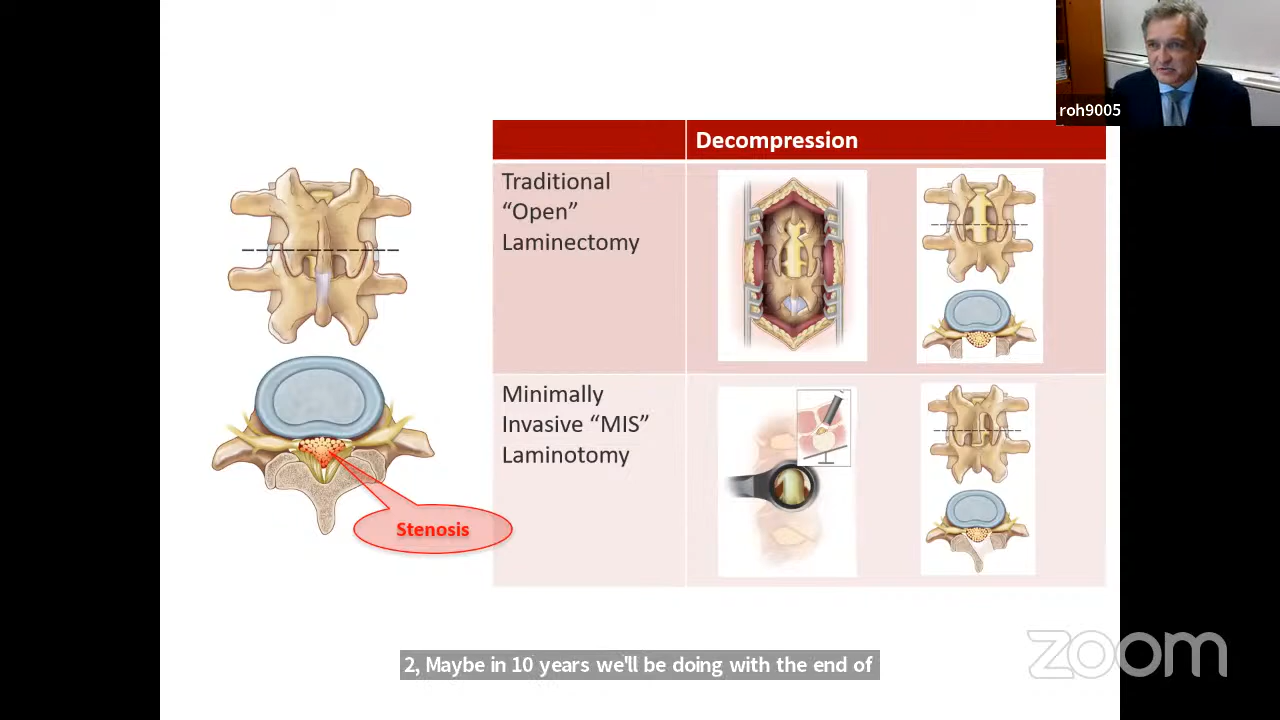 roh9005
Decompression
Traditional
“Open”
Laminectomy
Minimally
Invasive “MIS”
Laminotomy
Stenosis
2, Maybe in 10 years we'll be doing with the end of
zoom